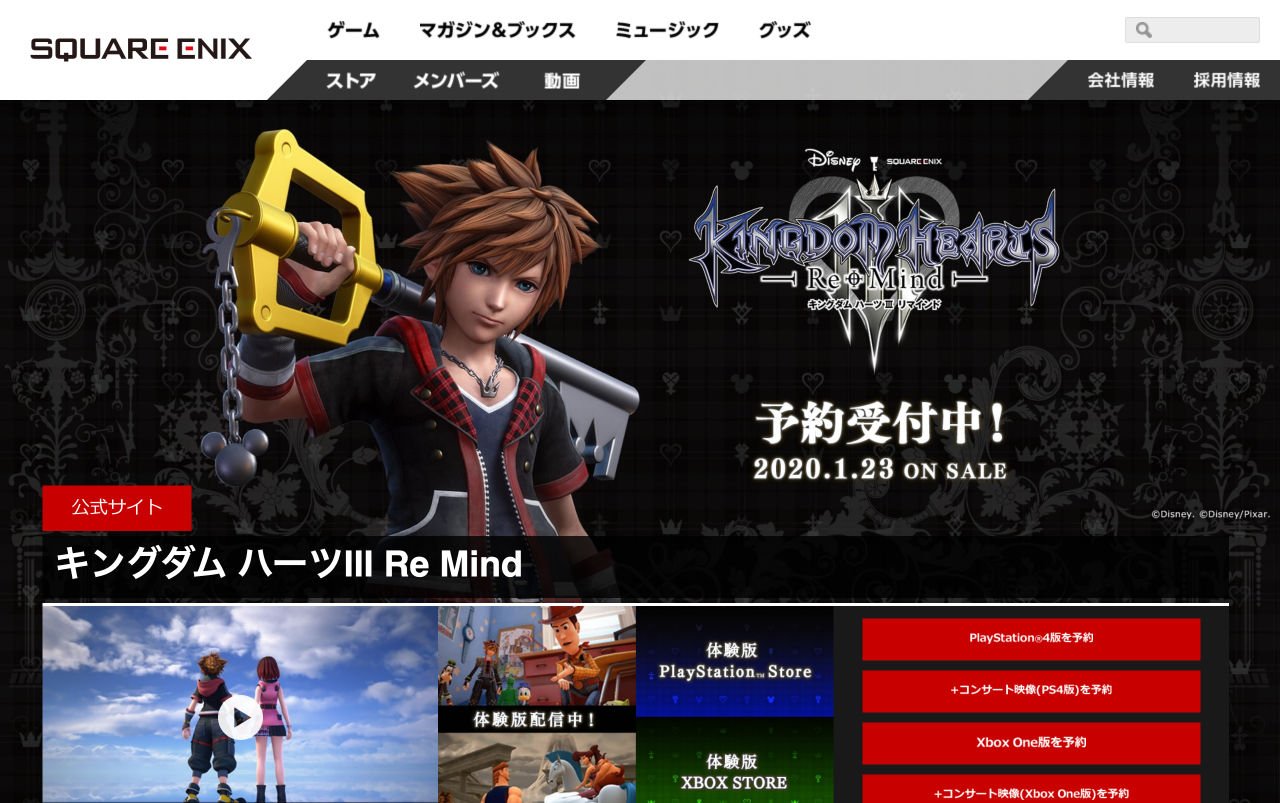 SQUARE ENIX
ゲーム
マガジン&ブックス
ミュージック
グッズ
ストア
メンバーズ
動画
会社情報
採用情報
Disney SQUARE ENIX
KINGDOM HEARTS
III
Re Mind
キングダム ハーツ III リマインド
予約受付中!
2020.1.23 ON SALE
©Disney. ©Disney/Pixar.
公式サイト
キングダム ハーツIII Re Mind
体験版配信中!
体験版
PlayStation™ Store
体験版
XBOX STORE
PlayStation®4版を予約
+コンサート映像(PS4版)を予約
Xbox One版を予約
+コンサート映像(Xbox One版)を予約